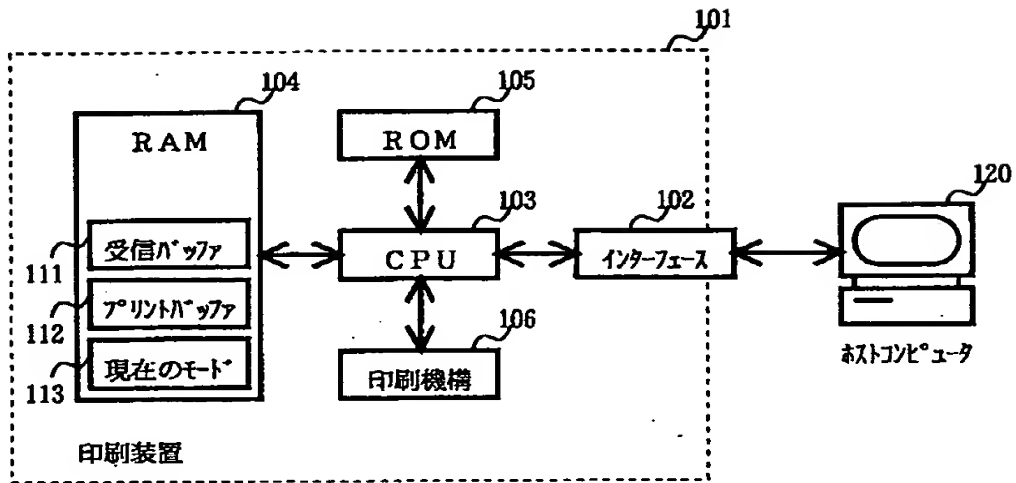 101
104
RAM
105
ROM
120
103
CPU
102
インターフェース
111
受信バッファ
112
プリントバッファ
113
現在のモード
106
印刷機構
ホストコンピュータ
印刷装置